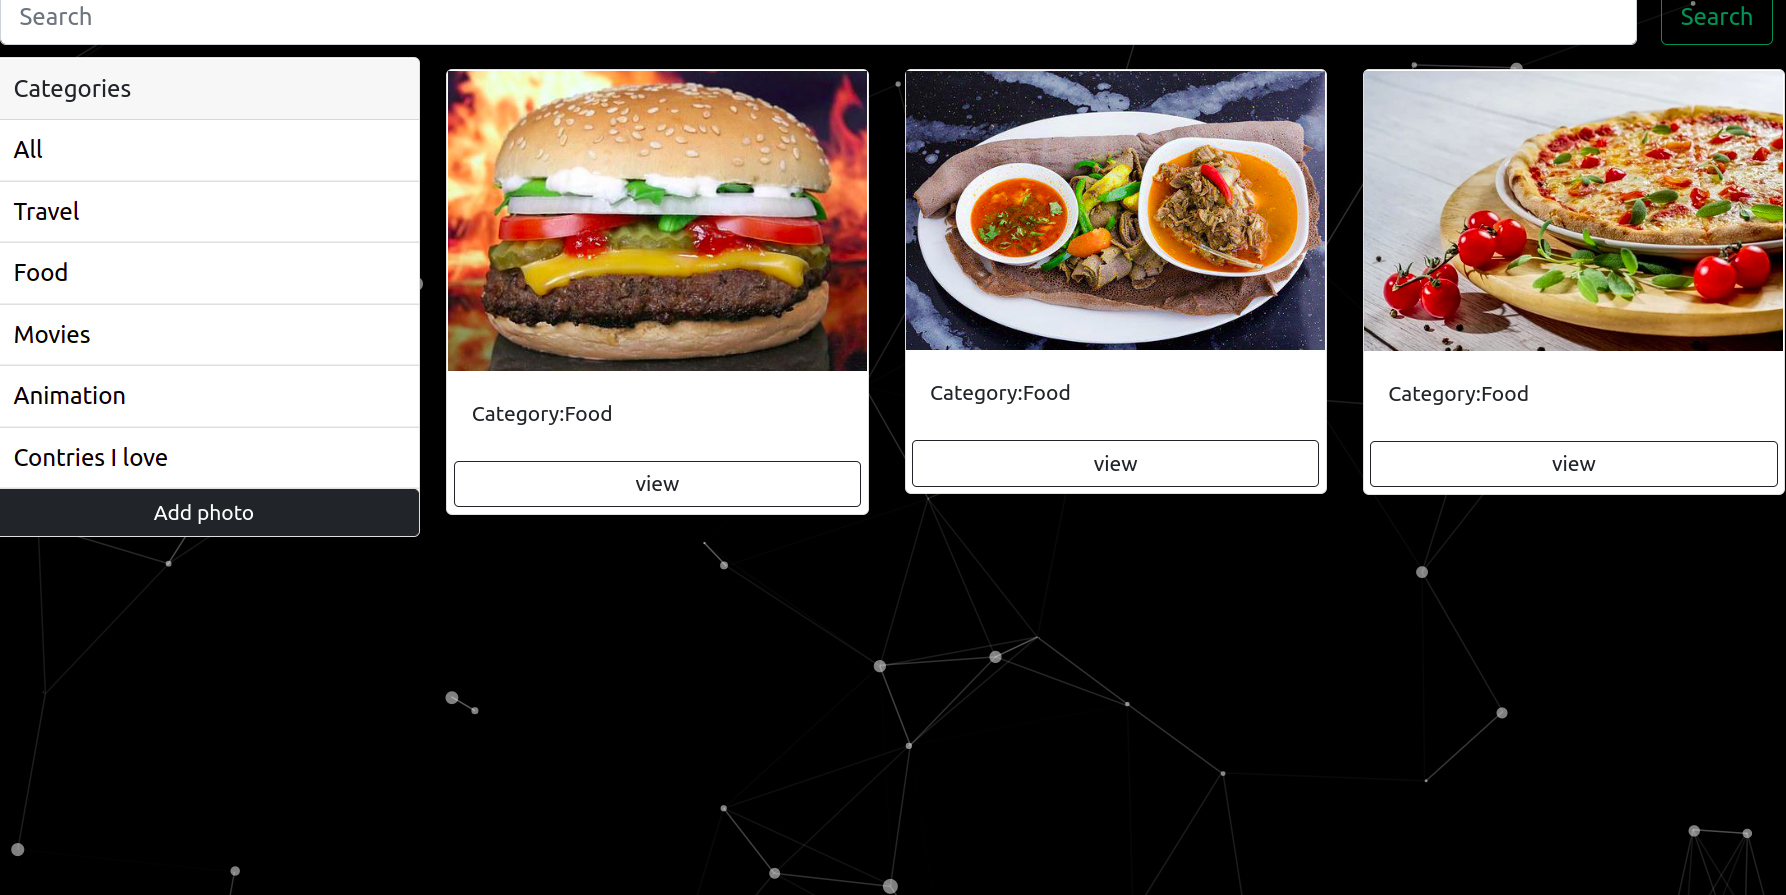 Search
Search
Categories
All
Travel
Food
Movies
Animation
Contries I love
Add photo
Category:Food
view
Category:Food
view
Category:Food
view